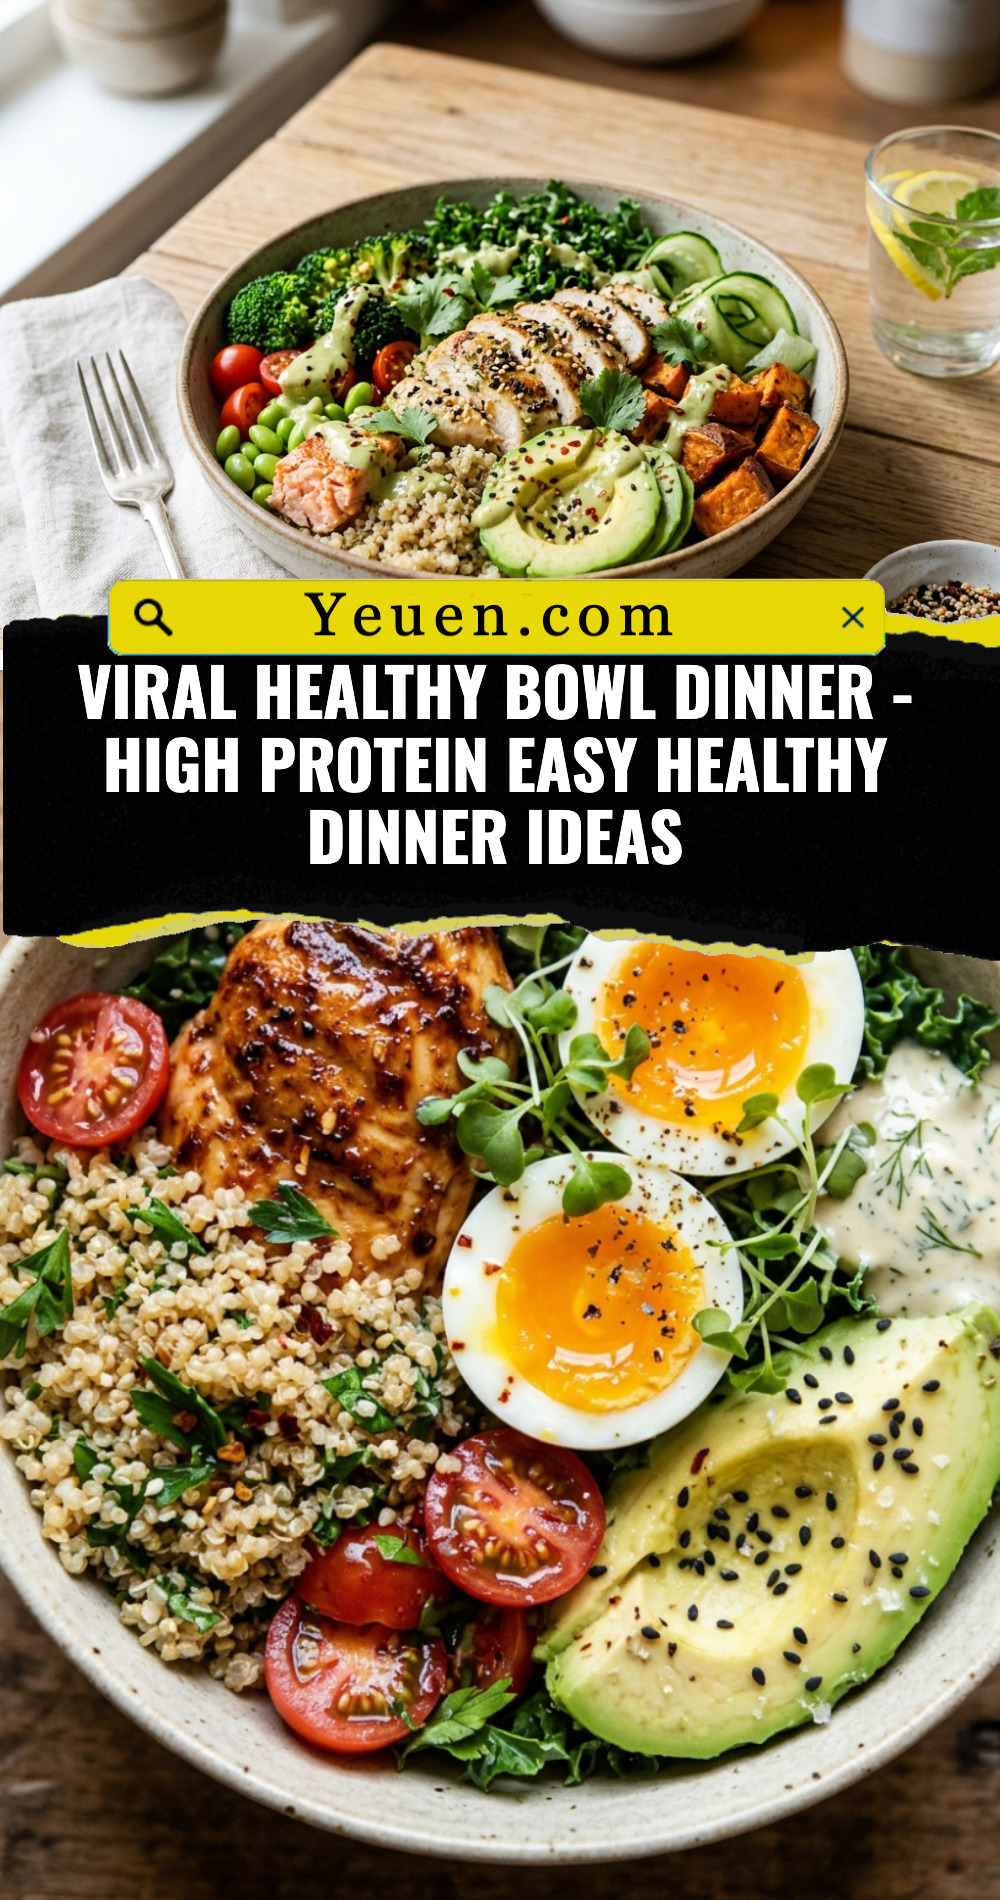 Yeuen.com
VIRAL HEALTHY BOWL DINNER -
HIGH PROTEIN EASY HEALTHY
DINNER IDEAS